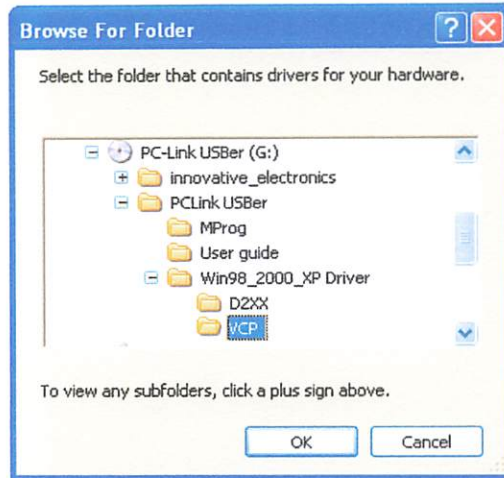 Browse For Folder
Select the folder that contains drivers for your hardware.
PC-Link USBer (G:)
innovative_electronics
PCLink USBer
MProg
User guide
Win98_2000_XP Driver
D2XX
VCP
To view any subfolders, click a plus sign above.
OK Cancel